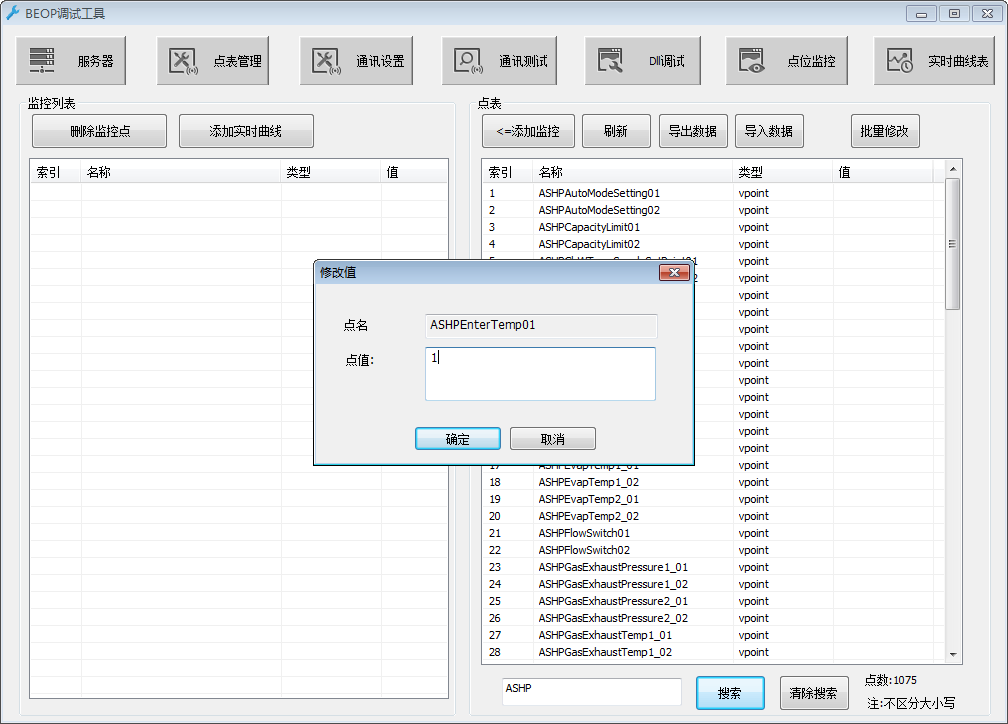 BEOP调试工具
服务器 点表管理 通讯设置 通讯测试 Dll调试 点位监控 实时曲线表
监控列表
删除监控点 添加实时曲线
索引 名称 类型 值
点表
<=添加监控 刷新 导出数据 导入数据 批量修改
索引 名称 类型 值
1 ASHPAutoModeSetting01 vpoint
2 ASHPAutoModeSetting02 vpoint
3 ASHPCapacityLimit01 vpoint
4 ASHPCapacityLimit02 vpoint
vpoint
vpoint
vpoint
vpoint
vpoint
vpoint
vpoint
vpoint
vpoint
vpoint
vpoint
vpoint
17 ASHPEvapTemp1_01 vpoint
18 ASHPEvapTemp1_02 vpoint
19 ASHPEvapTemp2_01 vpoint
20 ASHPEvapTemp2_02 vpoint
21 ASHPFlowSwitch01 vpoint
22 ASHPFlowSwitch02 vpoint
23 ASHPGasExhaustPressure1_01 vpoint
24 ASHPGasExhaustPressure1_02 vpoint
25 ASHPGasExhaustPressure2_01 vpoint
26 ASHPGasExhaustPressure2_02 vpoint
27 ASHPGasExhaustTemp1_01 vpoint
28 ASHPGasExhaustTemp1_02 vpoint
修改值
点名 ASHPEnterTemp01
点值: 1
确定 取消
ASHP 搜索 清除搜索
点数:1075
注:不区分大小写